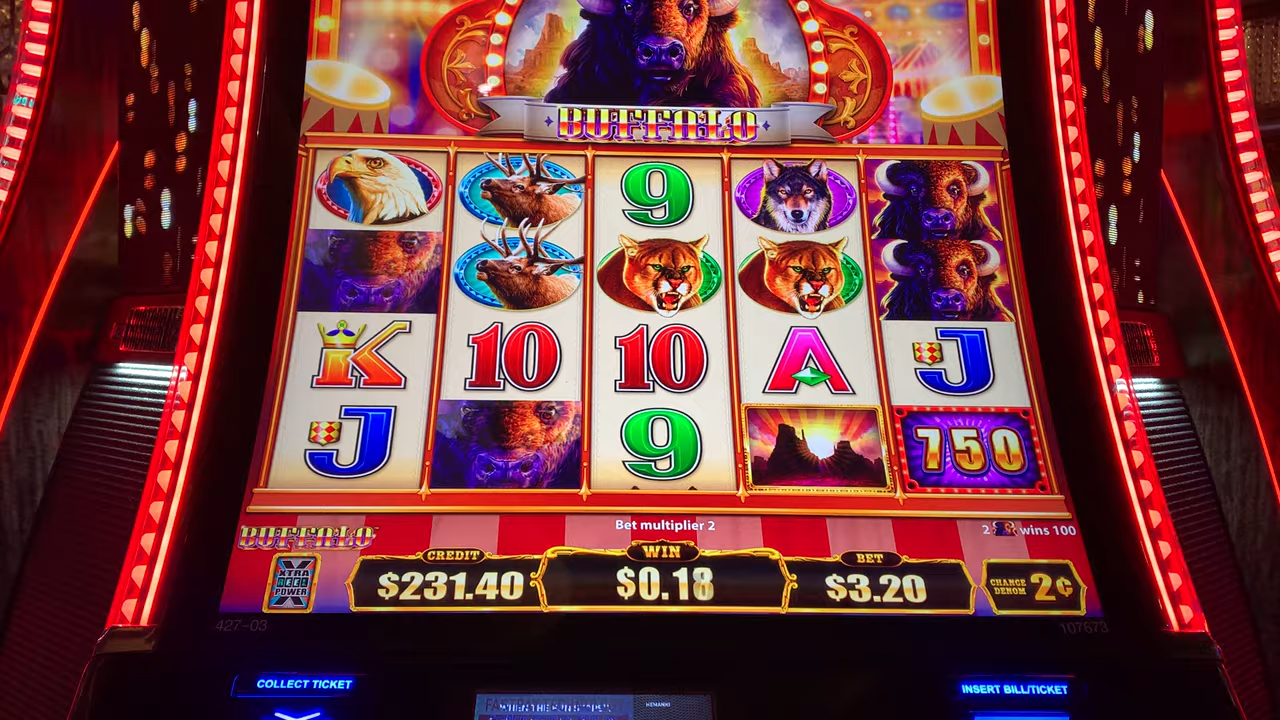 BUFFALO
9
K 10 10 A J
J 9 750
Bet multiplier 2
2 wins 100
BUFFALO
XTRA
REEL
POWER
X
CREDIT
$231.40
WIN
$0.18
BET
$3.20
CHANGE
DENOM 2¢
427-03
107673
COLLECT TICKET
INSERT BILL/TICKET